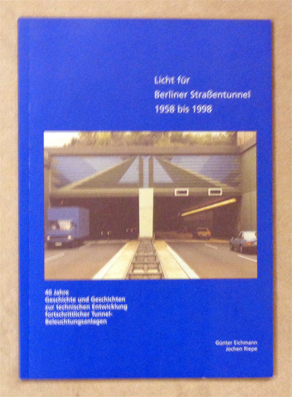 Licht für
Berliner Straßentunnel
1958 bis 1998
40 Jahre
Geschichte und Geschichten
zur technischen Entwicklung
fortschrittlicher Tunnel-
Beleuchtungsanlagen
Günter Eichmann
Jochen Riepe